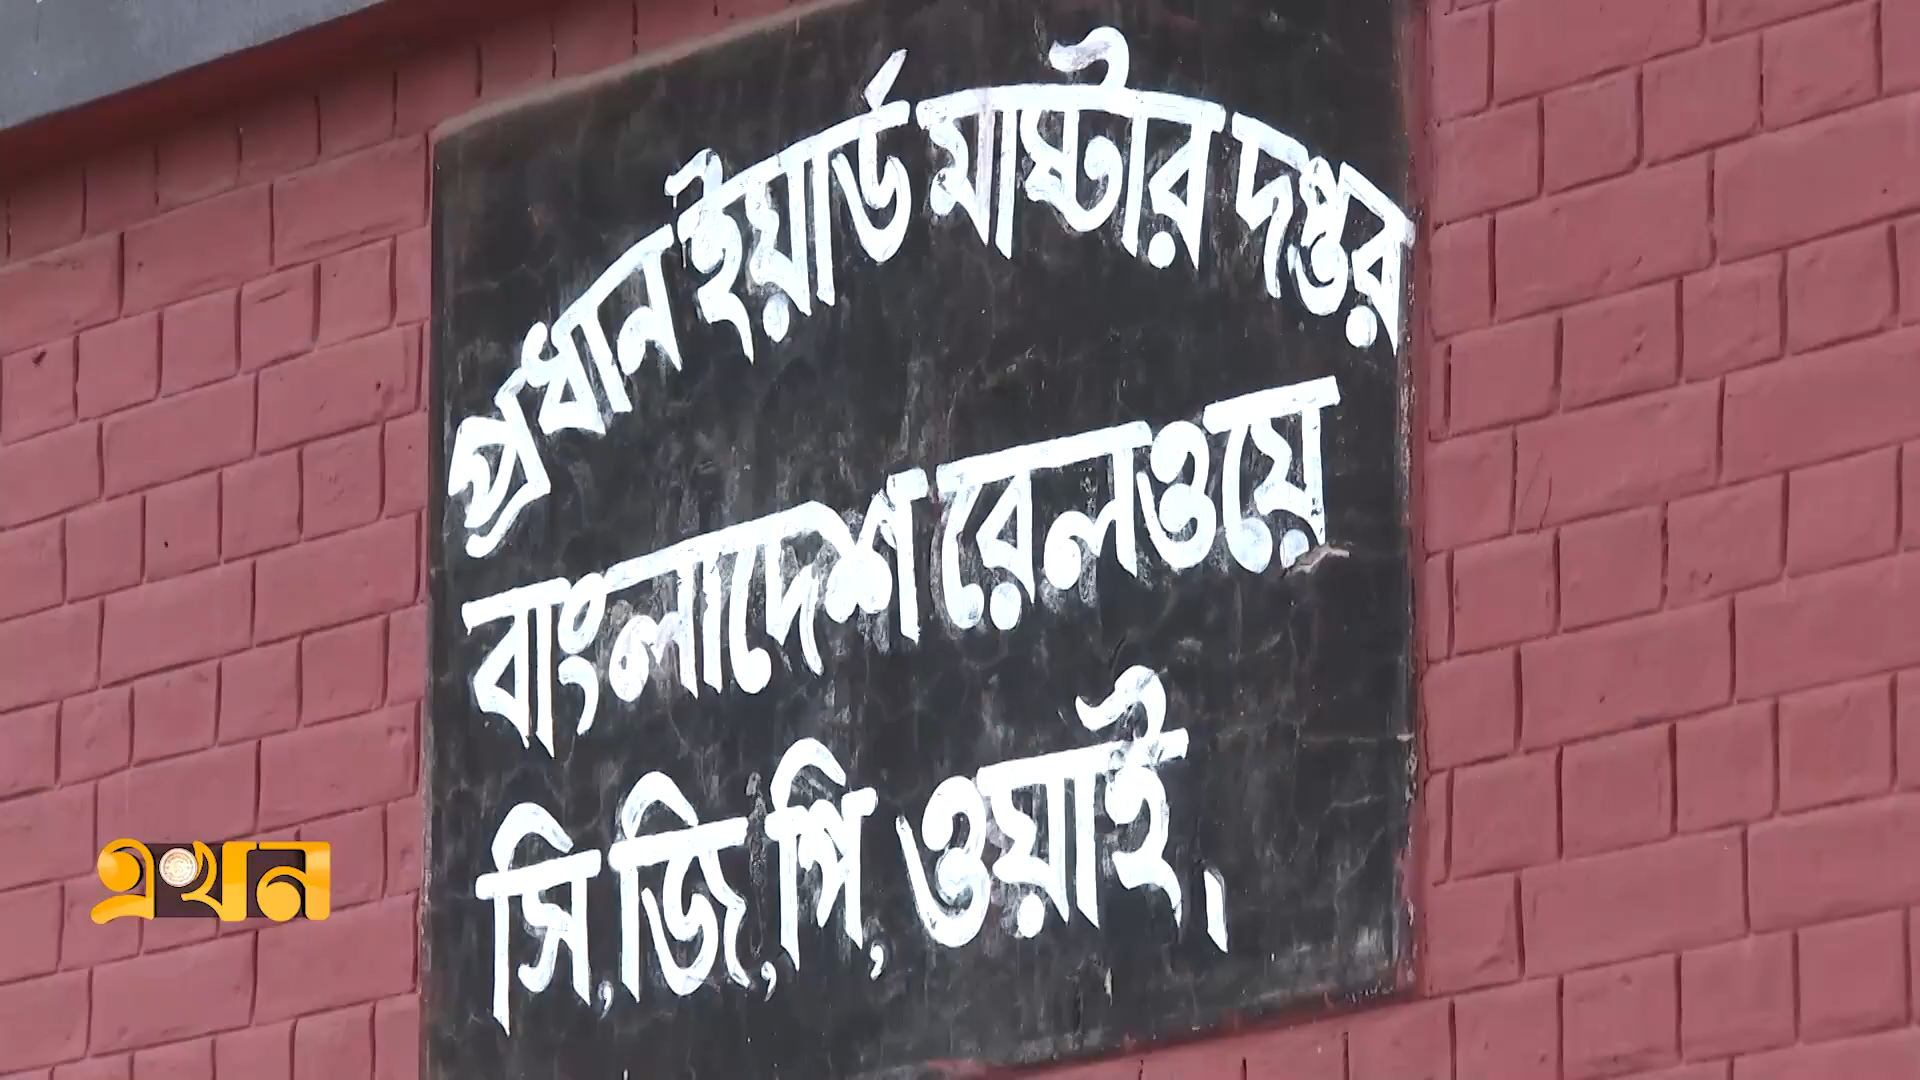 প্রধান ইয়ার্ড মাষ্টার দপ্তর
বাংলাদেশ রেলওয়ে
সি,জি,পি, ওয়াই।
এখন